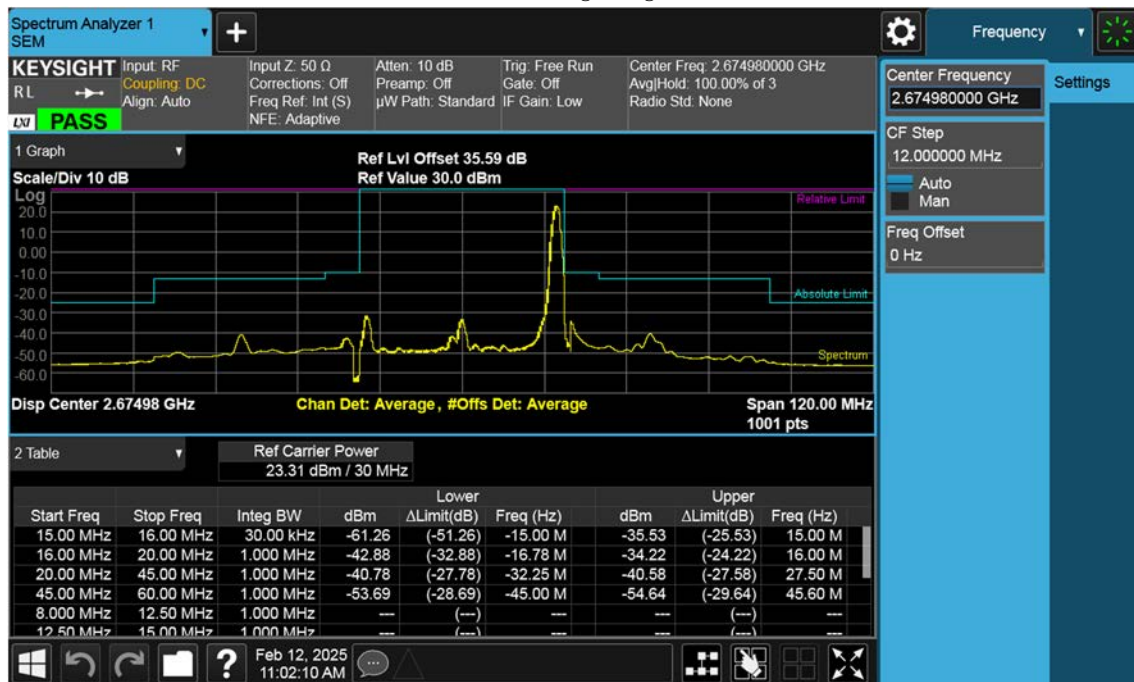 Spectrum Analyzer 1
SEM
Frequency
KEYSIGHT
RL
LXI PASS
Input: RF
Coupling: DC
Align: Auto
Input Z: 50 Ω
Corrections: Off
Freq Ref: Int (S)
NFE: Adaptive
Atten: 10 dB
Preamp: Off
µW Path: Standard
Trig: Free Run
Gate: Off
IF Gain: Low
Center Freq: 2.674980000 GHz
Avg|Hold: 100.00% of 3
Radio Std: None
Center Frequency
2.674980000 GHz
Settings
CF Step
12.000000 MHz
Auto
Man
Freq Offset
0 Hz
1 Graph
Ref Lvl Offset 35.59 dB
Scale/Div 10 dB
Ref Value 30.0 dBm
Log
Relative Limit
20.0
10.0
0.00
-10.0
-20.0
Absolute Limit
-30.0
-40.0
-50.0
Spectrum
-60.0
Disp Center 2.67498 GHz
Chan Det: Average, #Offs Det: Average
Span 120.00 MHz
1001 pts
2 Table
Ref Carrier Power
23.31 dBm / 30 MHz
Lower Upper
Start Freq Stop Freq Integ BW dBm ΔLimit(dB) Freq (Hz) dBm ΔLimit(dB) Freq (Hz)
15.00 MHz 16.00 MHz 30.00 kHz -61.26 (-51.26) -15.00 M -35.53 (-25.53) 15.00 M
16.00 MHz 20.00 MHz 1.000 MHz -42.88 (-32.88) -16.78 M -34.22 (-24.22) 16.00 M
20.00 MHz 45.00 MHz 1.000 MHz -40.78 (-27.78) -32.25 M -40.58 (-27.58) 27.50 M
45.00 MHz 60.00 MHz 1.000 MHz -53.69 (-28.69) -45.00 M -54.64 (-29.64) 45.60 M
8.000 MHz 12.50 MHz 1.000 MHz --- (---) --- --- (---) ---
12.50 MHz 15.00 MHz 1.000 MHz --- (---) --- --- (---) ---
Feb 12, 2025
11:02:10 AM